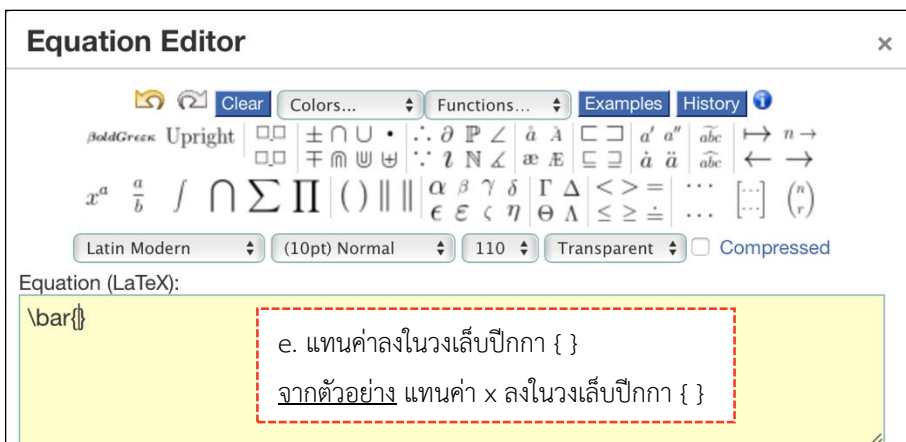 Equation Editor ×
Clear Colors... Functions... Examples History i
BoldGreek Upright ± ∩ ∪ • ∴ ∂ ℙ ∠ å Å ⊏ ⊐ a′ a″ abc ↦ n→
∓ ⋒ ⋓ ⊎ ∵ ℕ ∡ æ Æ ⊑ ⊒ ȧ ä abc ← →
xᵃ a/b ∫ ⋂ ∑ ∏ ( ) ‖ ‖ α β γ δ Γ Δ < > = ⋯ [⋯] (n r)
ϵ ε ζ η Θ Λ ≤ ≥ ≐ …
Latin Modern (10pt) Normal 110 Transparent Compressed
Equation (LaTeX):
\bar{}
e. แทนค่าลงในวงเล็บปีกกา { }
จากตัวอย่าง แทนค่า x ลงในวงเล็บปีกกา { }